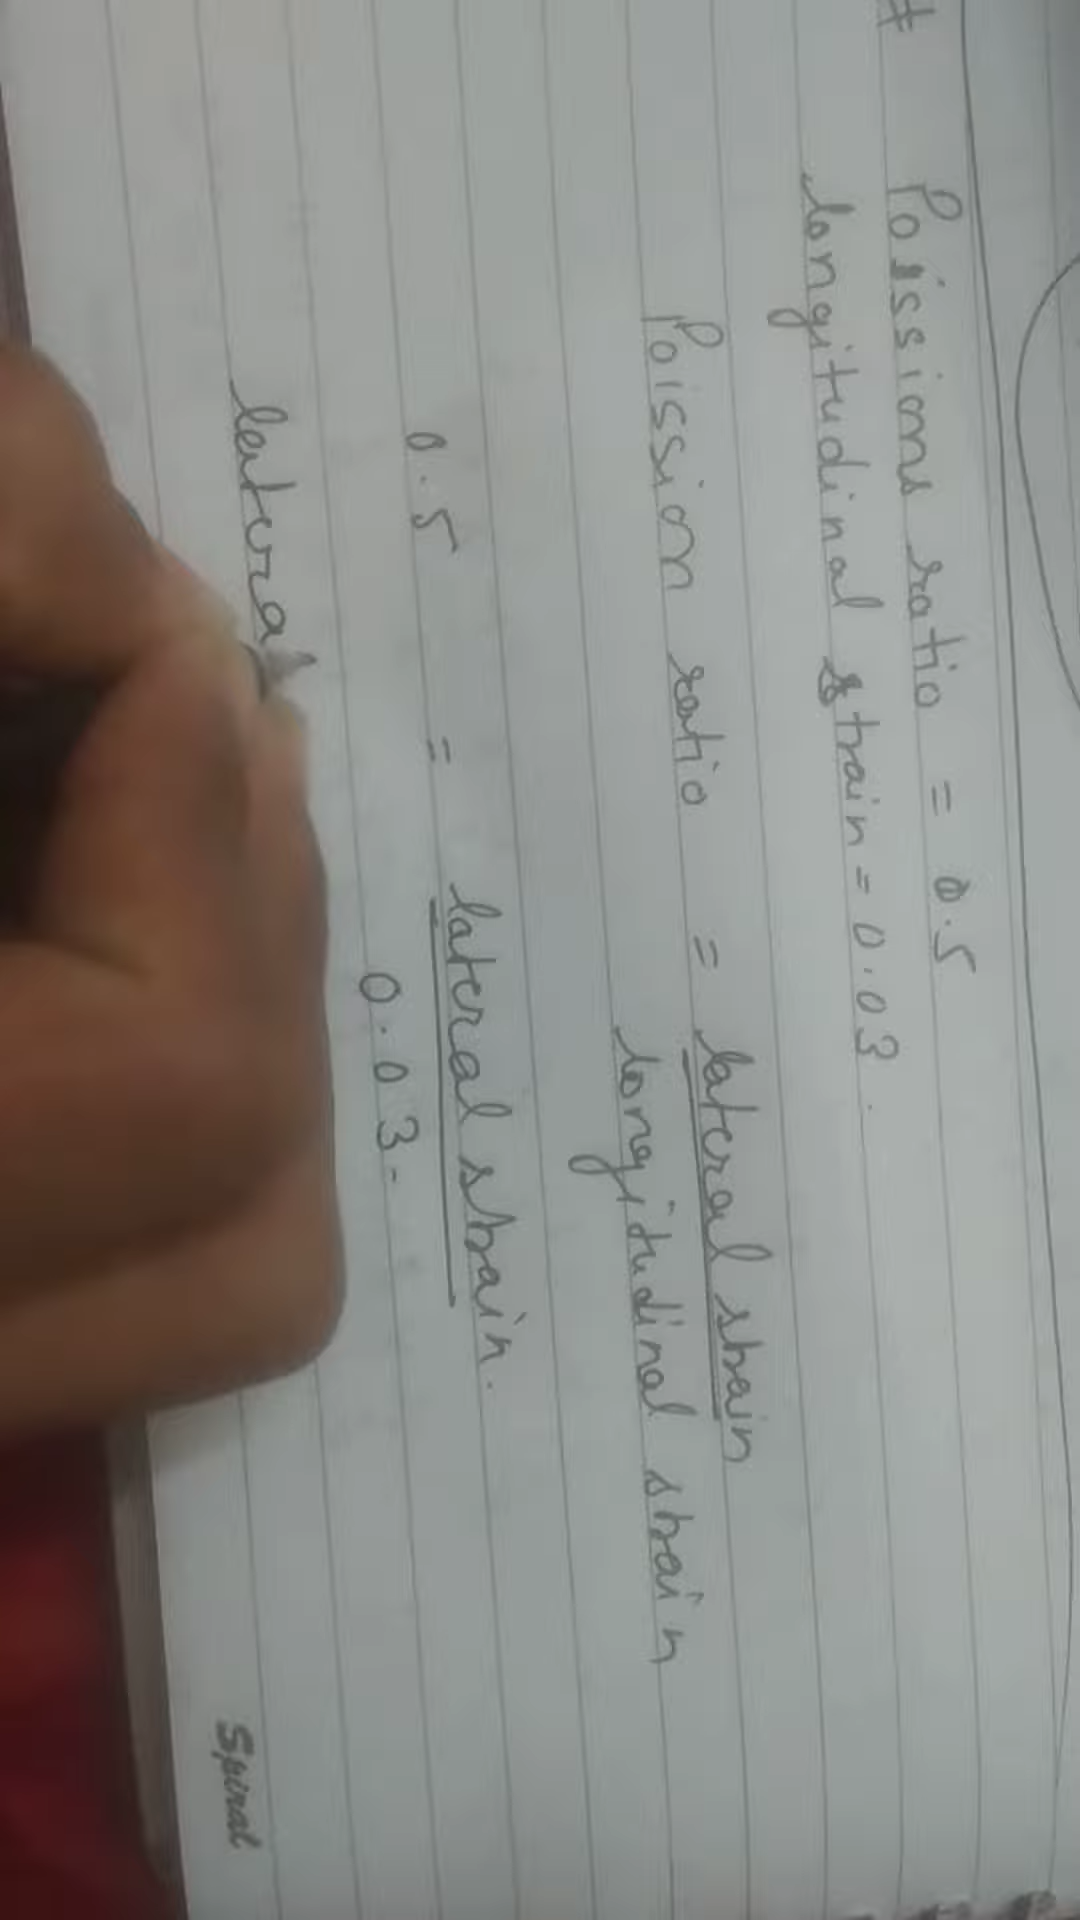 #
Poissions ratio = 0.5
longitudinal strain = 0.03.
Poission ratio = lateral strain
longitudinal strain
0.5 = lateral strain.
0.03-
lateral
Spiral